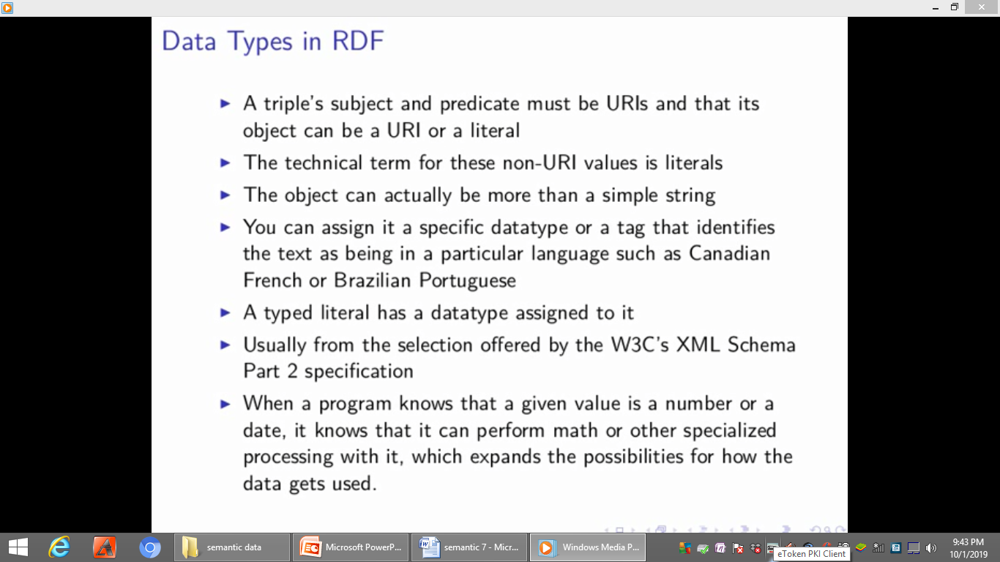 Data Types in RDF
A triple's subject and predicate must be URIs and that its
object can be a URI or a literal
The technical term for these non-URI values is literals
The object can actually be more than a simple string
You can assign it a specific datatype or a tag that identifies
the text as being in a particular language such as Canadian
French or Brazilian Portuguese
A typed literal has a datatype assigned to it
Usually from the selection offered by the W3C's XML Schema
Part 2 specification
When a program knows that a given value is a number or a
date, it knows that it can perform math or other specialized
processing with it, which expands the possibilities for how the
data gets used.
semantic data
Microsoft PowerP...
semantic 7 - Micr...
Windows Media P...
9:43 PM
eToken PKI Client
10/1/2019